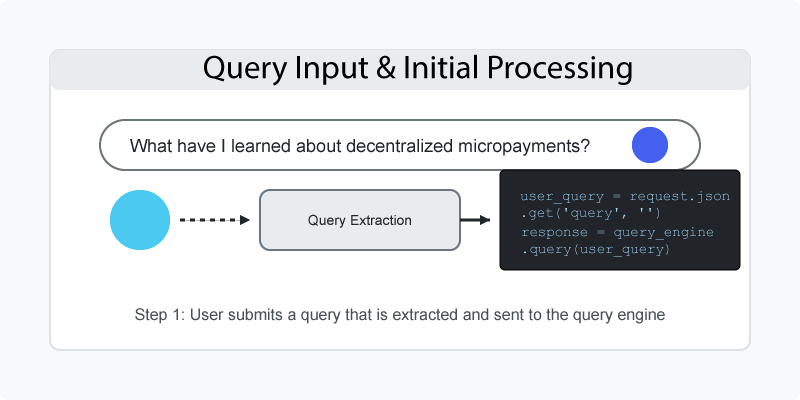 Query Input & Initial Processing
What have I learned about decentralized micropayments?
Query Extraction
user_query = request.json
.get('query', '')
response = query_engine
.query(user_query)
Step 1: User submits a query that is extracted and sent to the query engine